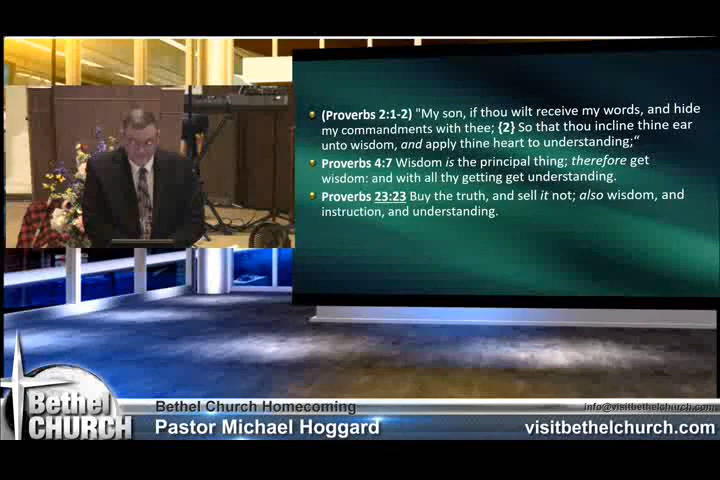 (Proverbs 2:1-2) "My son, if thou wilt receive my words, and hide
my commandments with thee; {2} So that thou incline thine ear
unto wisdom, and apply thine heart to understanding;“
Proverbs 4:7 Wisdom is the principal thing; therefore get
wisdom: and with all thy getting get understanding.
Proverbs 23:23 Buy the truth, and sell it not; also wisdom, and
instruction, and understanding.
Bethel
CHURCH
Bethel Church Homecoming
info@visitbethelchurch.com
Pastor Michael Hoggard
visitbethelchurch.com